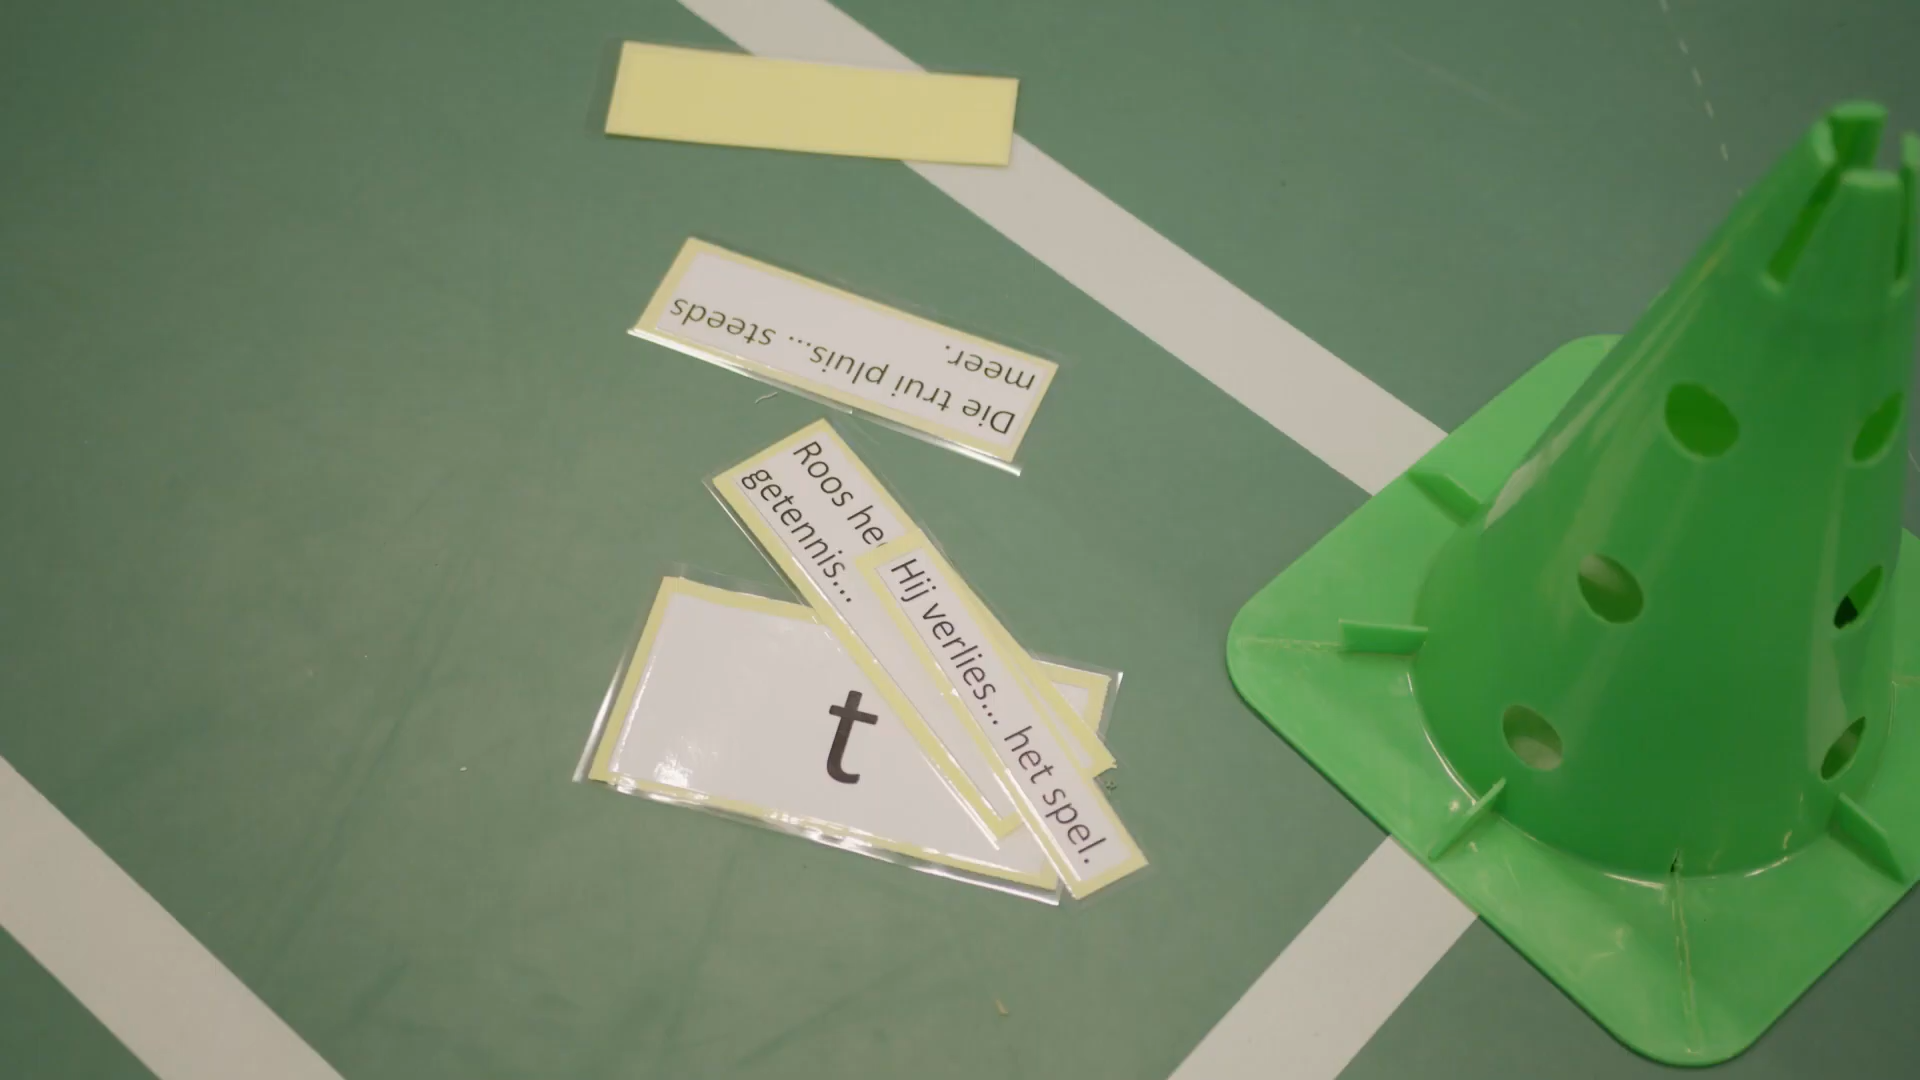 Die trui pluis... steeds
meer.
Roos he
getennis...
Hij verlies... het spel.
t